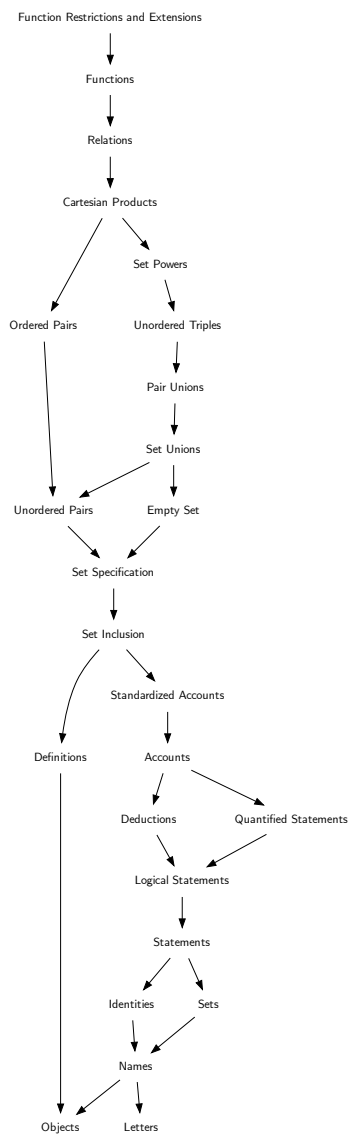 Function Restrictions and Extensions
Functions
Relations
Cartesian Products
Set Powers
Ordered Pairs
Unordered Triples
Pair Unions
Set Unions
Unordered Pairs
Empty Set
Set Specification
Set Inclusion
Standardized Accounts
Definitions
Accounts
Deductions
Quantified Statements
Logical Statements
Statements
Identities
Sets
Names
Objects
Letters